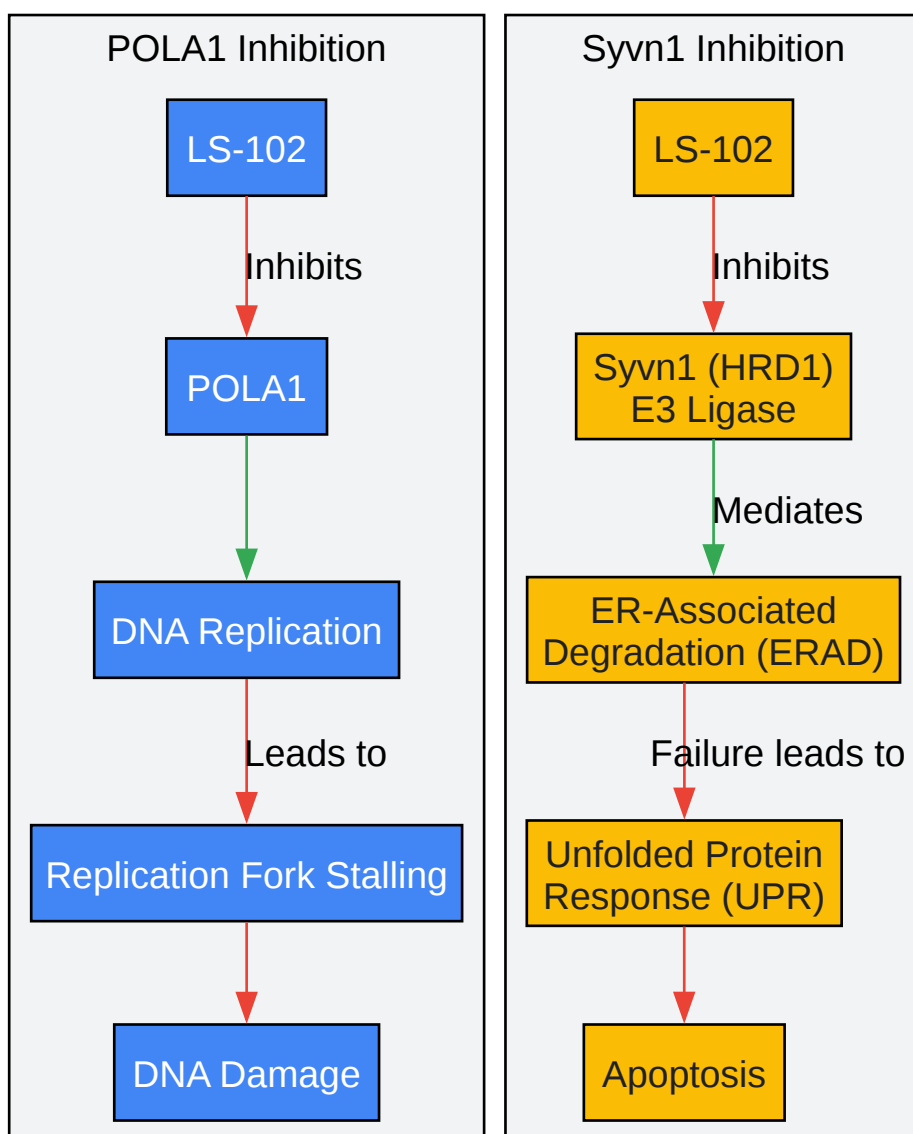 POLA1 Inhibition
LS-102
Inhibits
POLA1
DNA Replication
Leads to
Replication Fork Stalling
DNA Damage
Syvn1 Inhibition
LS-102
Inhibits
Syvn1 (HRD1)
E3 Ligase
Mediates
ER-Associated
Degradation (ERAD)
Failure leads to
Unfolded Protein
Response (UPR)
Apoptosis